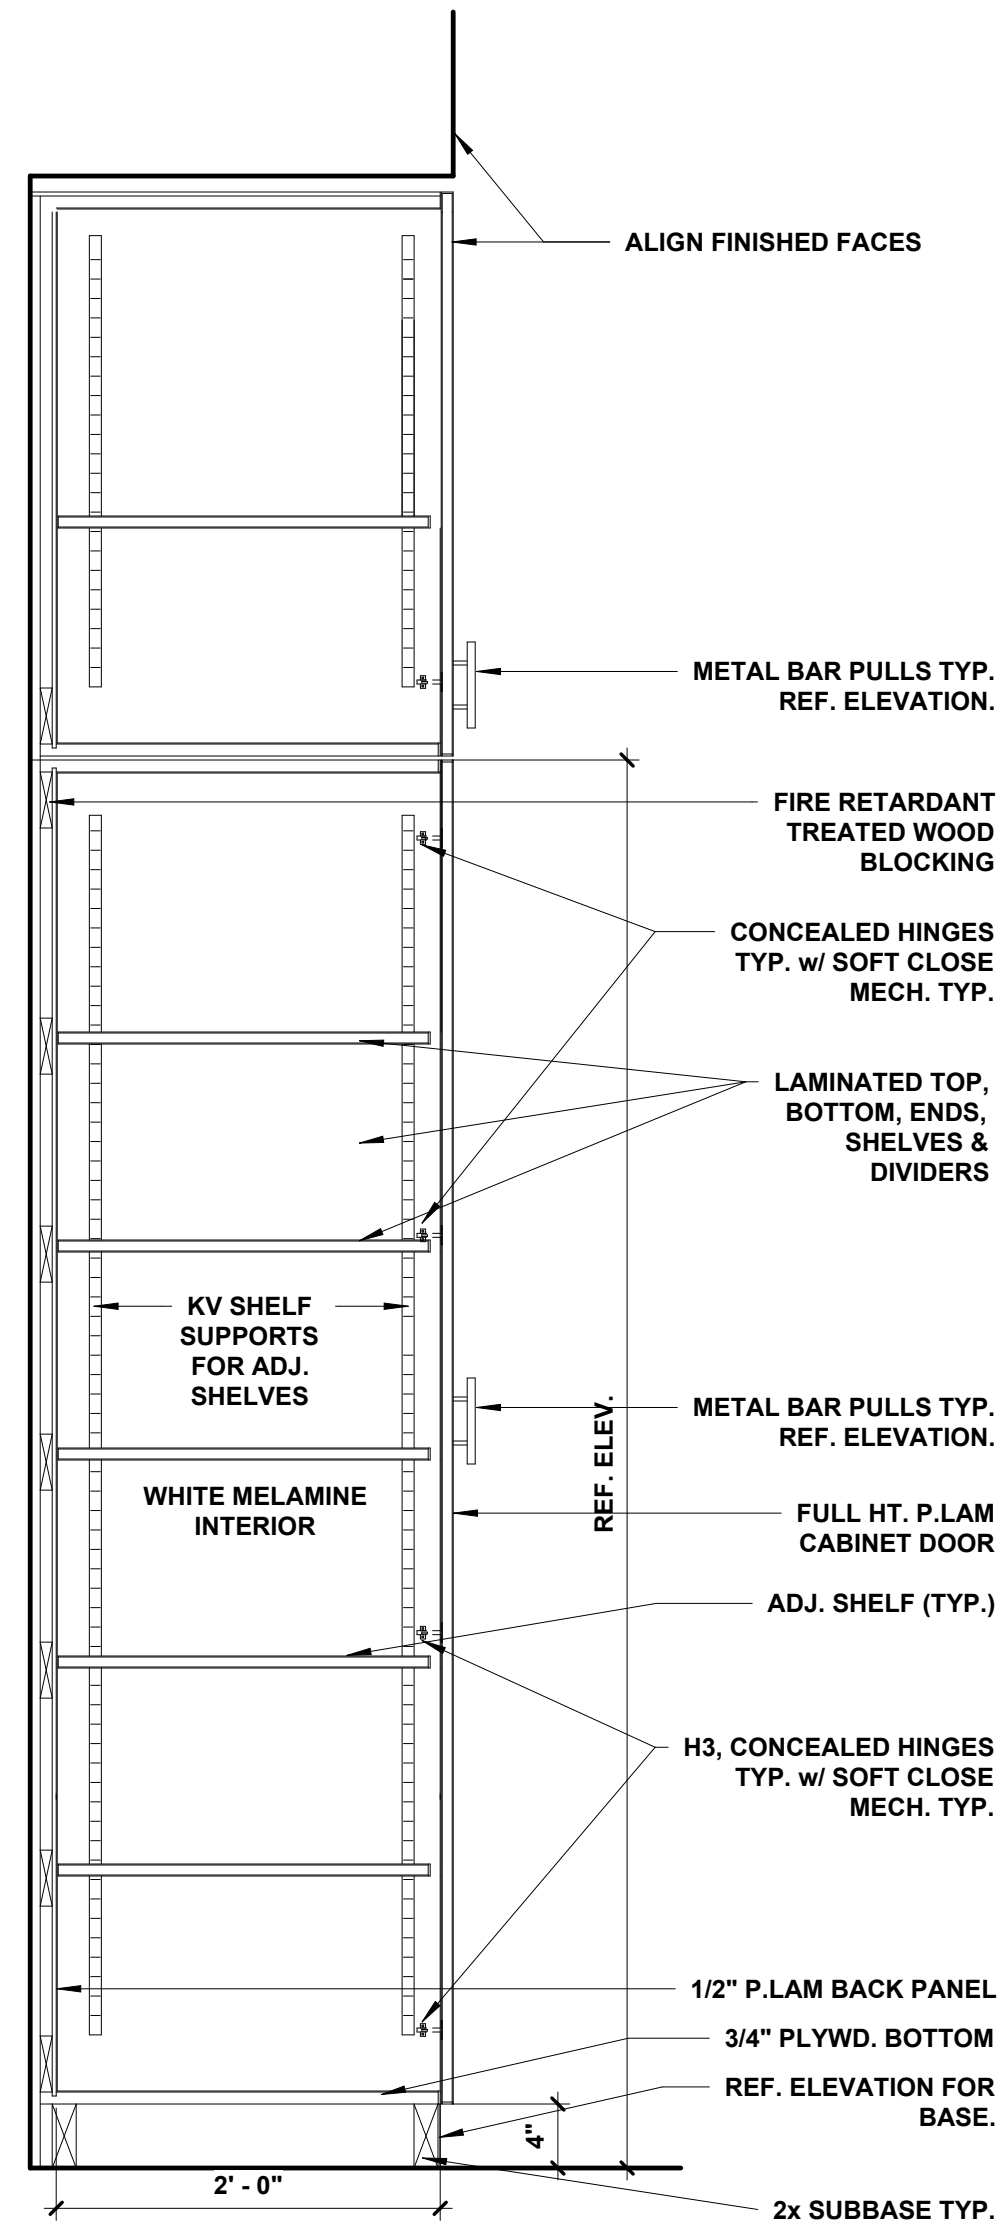 ALIGN FINISHED FACES
METAL BAR PULLS TYP.
REF. ELEVATION.
FIRE RETARDANT
TREATED WOOD
BLOCKING
CONCEALED HINGES
TYP. w/ SOFT CLOSE
MECH. TYP.
LAMINATED TOP,
BOTTOM, ENDS,
SHELVES &
DIVIDERS
KV SHELF
SUPPORTS
FOR ADJ.
SHELVES
METAL BAR PULLS TYP.
REF. ELEVATION.
REF. ELEV.
WHITE MELAMINE
INTERIOR
FULL HT. P.LAM
CABINET DOOR
ADJ. SHELF (TYP.)
H3, CONCEALED HINGES
TYP. w/ SOFT CLOSE
MECH. TYP.
1/2" P.LAM BACK PANEL
3/4" PLYWD. BOTTOM
REF. ELEVATION FOR
BASE.
4"
2' - 0"
2x SUBBASE TYP.